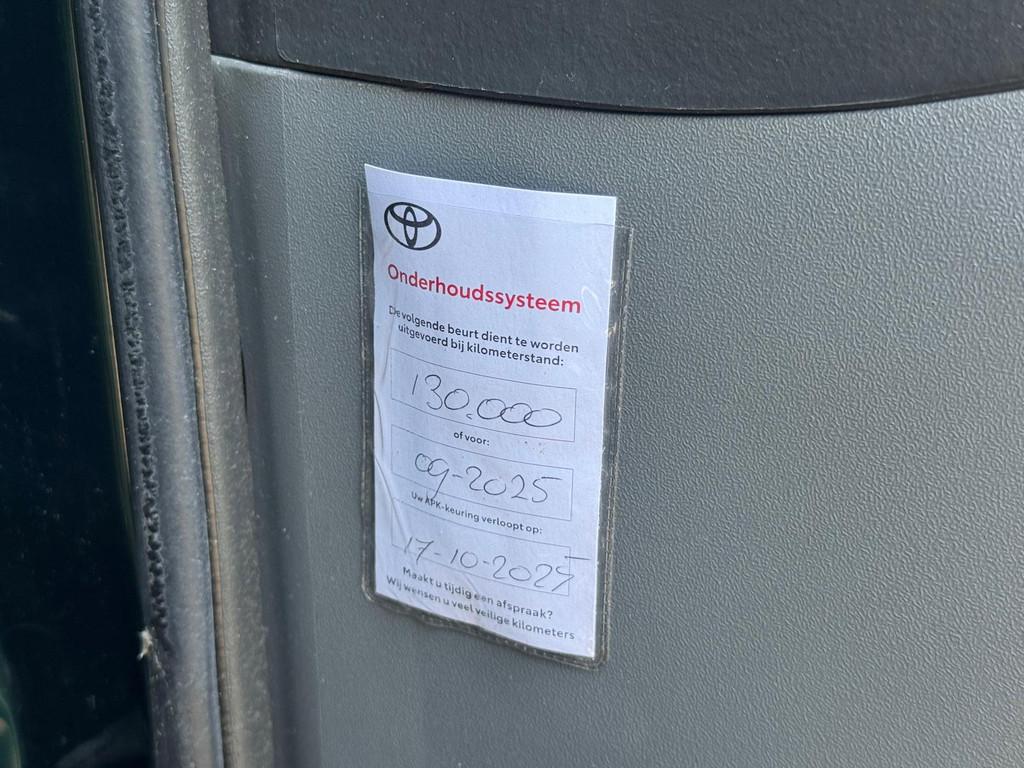 Onderhoudssysteem
De volgende beurt dient te worden
uitgevoerd bij kilometerstand:
130.000
of voor:
09-2025
Uw APK-keuring verloopt op:
17-10-2025
Maakt u tijdig een afspraak?
Wij wensen u veel veilige kilometers